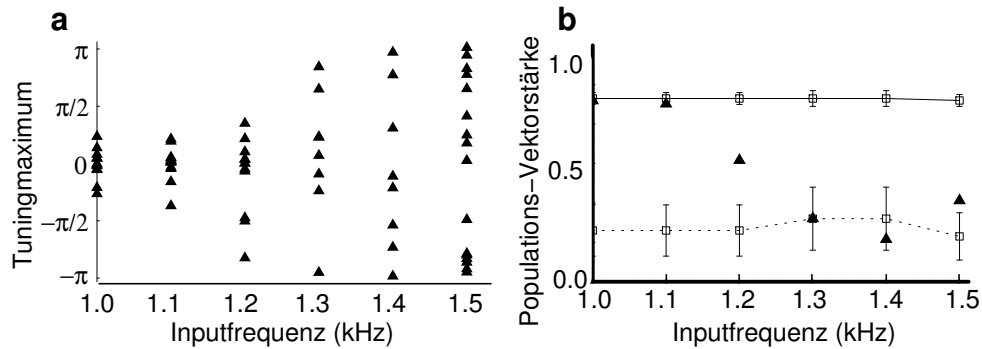 a
Tuningmaximum
π
π/2
0
−π/2
−π
1.0 1.1 1.2 1.3 1.4 1.5
Inputfrequenz (kHz)
b
Populations−Vektorstärke
1.0
0.5
0.0
1.0 1.1 1.2 1.3 1.4 1.5
Inputfrequenz (kHz)